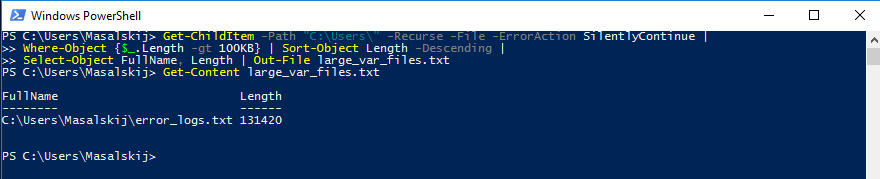 Windows PowerShell
PS C:\Users\Masalskij> Get-ChildItem -Path "C:\Users\" -Recurse -File -ErrorAction SilentlyContinue |
>> Where-Object {$_.Length -gt 100KB} | Sort-Object Length -Descending |
>> Select-Object FullName, Length | Out-File large_var_files.txt
PS C:\Users\Masalskij> Get-Content large_var_files.txt
FullName                        Length
--------                        ------
C:\Users\Masalskij\error_logs.txt 131420
PS C:\Users\Masalskij>